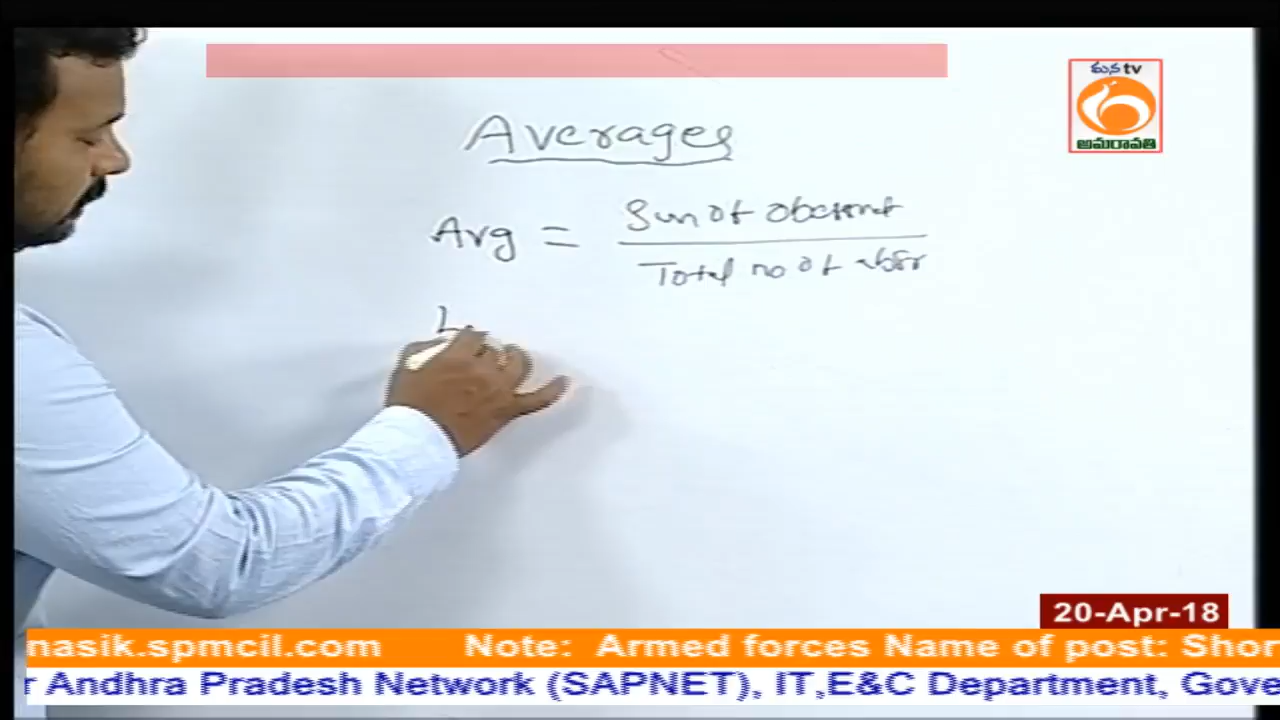 మన tv
అమరావతి
Averages
Avg = Sum of obsernt
Total no of obsr
L
20-Apr-18
nasik.spmcil.com Note: Armed forces Name of post: Shor
r Andhra Pradesh Network (SAPNET), IT,E&C Department, Gove